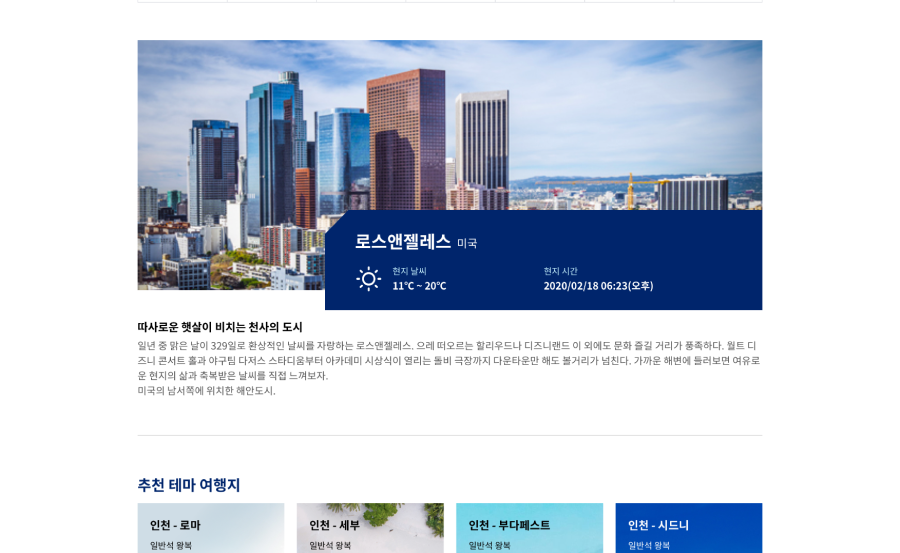 로스앤젤레스 미국
현지 날씨
11℃ ~ 20℃
현지 시간
2020/02/18 06:23(오후)
따사로운 햇살이 비치는 천사의 도시
일년 중 맑은 날이 329일로 환상적인 날씨를 자랑하는 로스앤젤레스. 으레 떠오르는 할리우드나 디즈니랜드 이 외에도 문화 즐길 거리가 풍족하다. 월트 디
즈니 콘서트 홀과 야구팀 다저스 스타디움부터 아카데미 시상식이 열리는 돌비 극장까지 다운타운만 해도 볼거리가 넘친다. 가까운 해변에 들러보면 여유로
운 현지의 삶과 축복받은 날씨를 직접 느껴보자.
미국의 남서쪽에 위치한 해안도시.
추천 테마 여행지
인천 - 로마
일반석 왕복
인천 - 세부
일반석 왕복
인천 - 부다페스트
일반석 왕복
인천 - 시드니
일반석 왕복